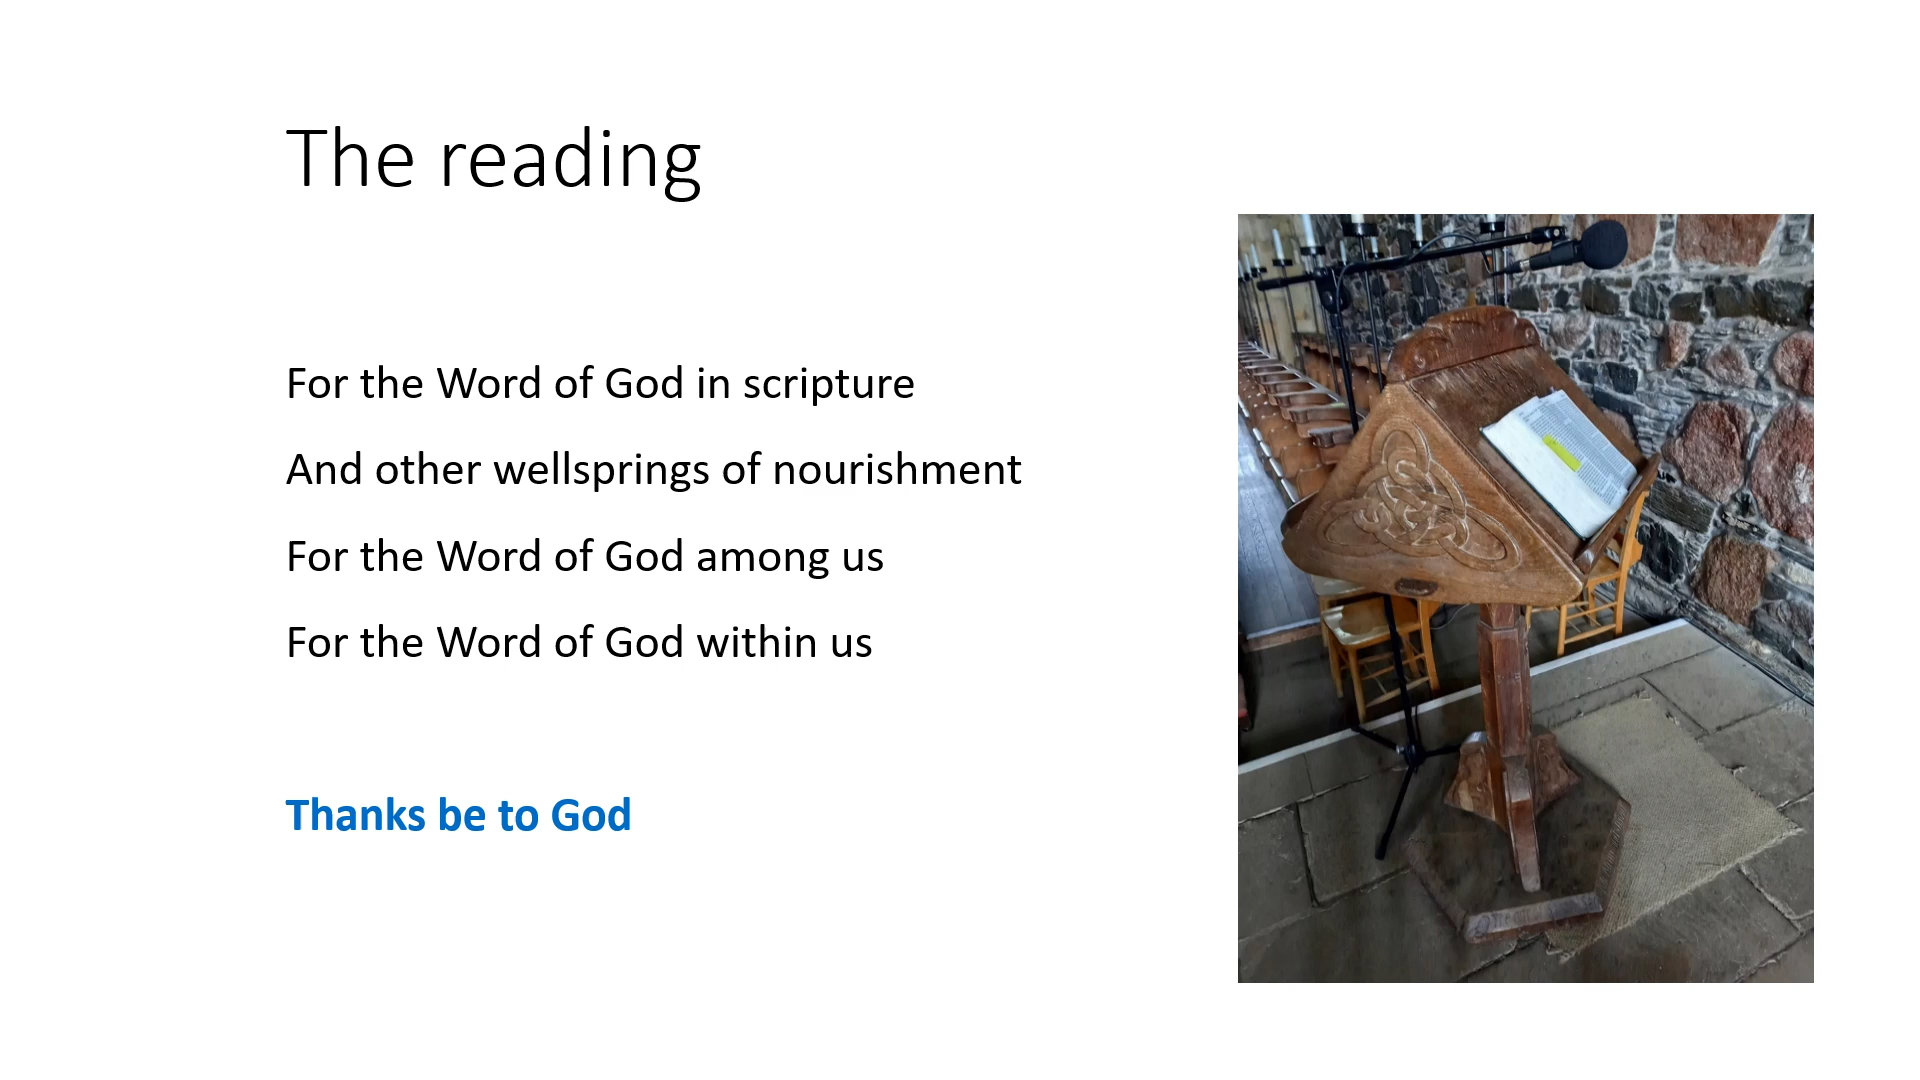 The reading
For the Word of God in scripture
And other wellsprings of nourishment
For the Word of God among us
For the Word of God within us
Thanks be to God